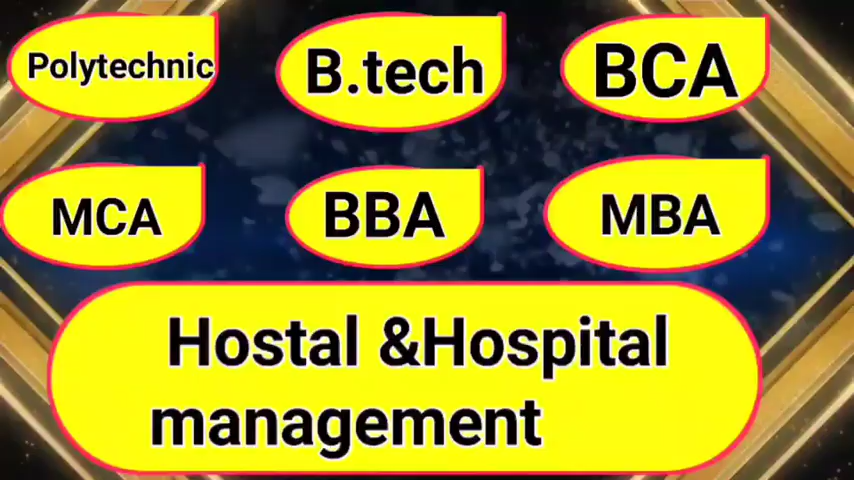 Polytechnic
B.tech
BCA
MCA
BBA
MBA
Hostal &Hospital
management